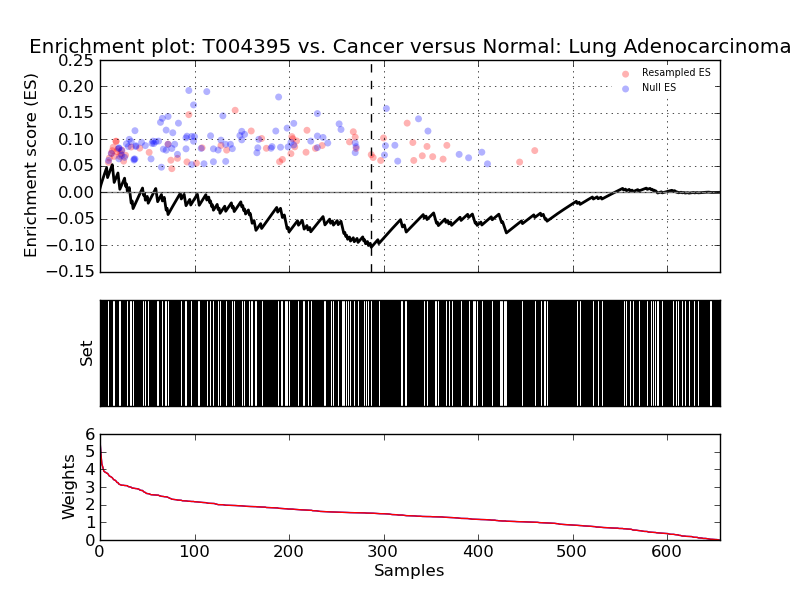 Enrichment plot: T004395 vs. Cancer versus Normal: Lung Adenocarcinoma
Enrichment score (ES)
0.25
0.20
0.15
0.10
0.05
0.00
−0.05
−0.10
−0.15
Resampled ES
Null ES
Set
Weights
6
5
4
3
2
1
0
0 100 200 300 400 500 600
Samples